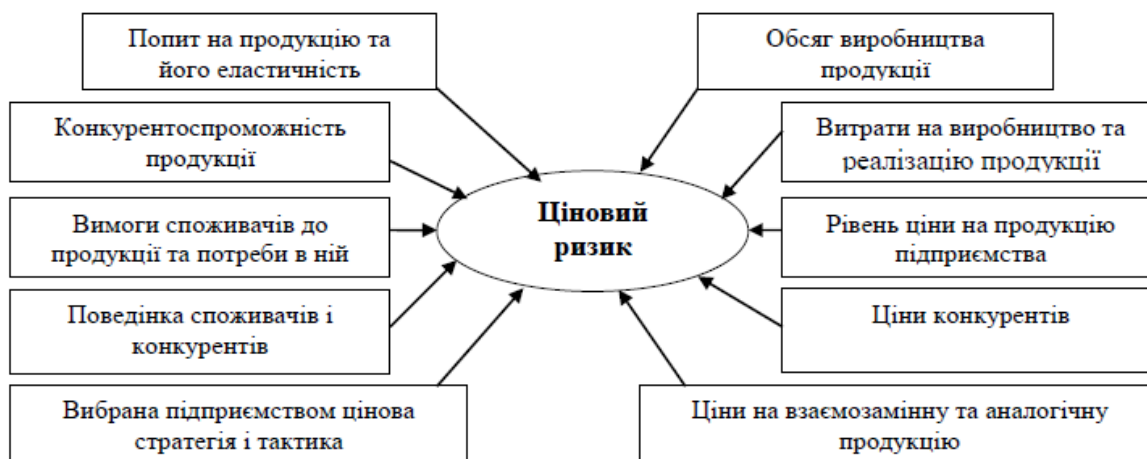 Попит на продукцію та
його еластичність
Обсяг виробництва
продукції
Конкурентоспроможність
продукції
Витрати на виробництво та
реалізацію продукції
Ціновий
ризик
Вимоги споживачів до
продукції та потреби в ній
Рівень ціни на продукцію
підприємства
Поведінка споживачів і
конкурентів
Ціни конкурентів
Вибрана підприємством цінова
стратегія і тактика
Ціни на взаємозамінну та аналогічну
продукцію